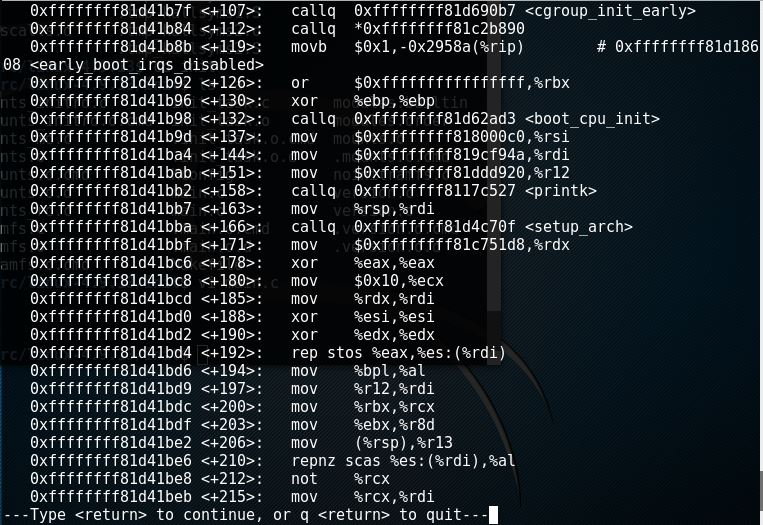 0xffffffff81d41b7f <+107>: callq 0xffffffff81d690b7 <cgroup_init_early>
0xffffffff81d41b84 <+112>: callq *0xffffffff81c2b890
0xffffffff81d41b8b <+119>: movb $0x1,-0x2958a(%rip) # 0xffffffff81d186
08 <early_boot_irqs_disabled>
0xffffffff81d41b92 <+126>: or $0xffffffffffffffff,%rbx
0xffffffff81d41b96 <+130>: xor %ebp,%ebp
0xffffffff81d41b98 <+132>: callq 0xffffffff81d62ad3 <boot_cpu_init>
0xffffffff81d41b9d <+137>: mov $0xffffffff818000c0,%rsi
0xffffffff81d41ba4 <+144>: mov $0xffffffff819cf94a,%rdi
0xffffffff81d41bab <+151>: mov $0xffffffff81ddd920,%r12
0xffffffff81d41bb2 <+158>: callq 0xffffffff8117c527 <printk>
0xffffffff81d41bb7 <+163>: mov %rsp,%rdi
0xffffffff81d41bba <+166>: callq 0xffffffff81d4c70f <setup_arch>
0xffffffff81d41bbf <+171>: mov $0xffffffff81c751d8,%rdx
0xffffffff81d41bc6 <+178>: xor %eax,%eax
0xffffffff81d41bc8 <+180>: mov $0x10,%ecx
0xffffffff81d41bcd <+185>: mov %rdx,%rdi
0xffffffff81d41bd0 <+188>: xor %esi,%esi
0xffffffff81d41bd2 <+190>: xor %edx,%edx
0xffffffff81d41bd4 <+192>: rep stos %eax,%es:(%rdi)
0xffffffff81d41bd6 <+194>: mov %bpl,%al
0xffffffff81d41bd9 <+197>: mov %r12,%rdi
0xffffffff81d41bdc <+200>: mov %rbx,%rcx
0xffffffff81d41bdf <+203>: mov %ebx,%r8d
0xffffffff81d41be2 <+206>: mov (%rsp),%r13
0xffffffff81d41be6 <+210>: repnz scas %es:(%rdi),%al
0xffffffff81d41be8 <+212>: not %rcx
0xffffffff81d41beb <+215>: mov %rcx,%rdi
---Type <return> to continue, or q <return> to quit---